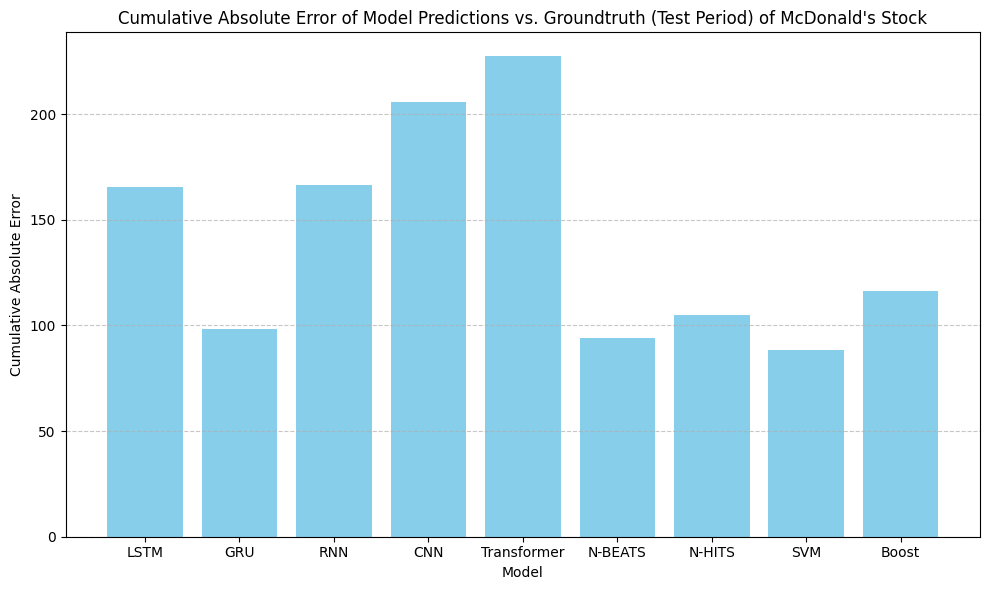 Cumulative Absolute Error of Model Predictions vs. Groundtruth (Test Period) of McDonald's Stock
Cumulative Absolute Error
200
150
100
50
0
LSTM GRU RNN CNN Transformer N-BEATS N-HITS SVM Boost
Model